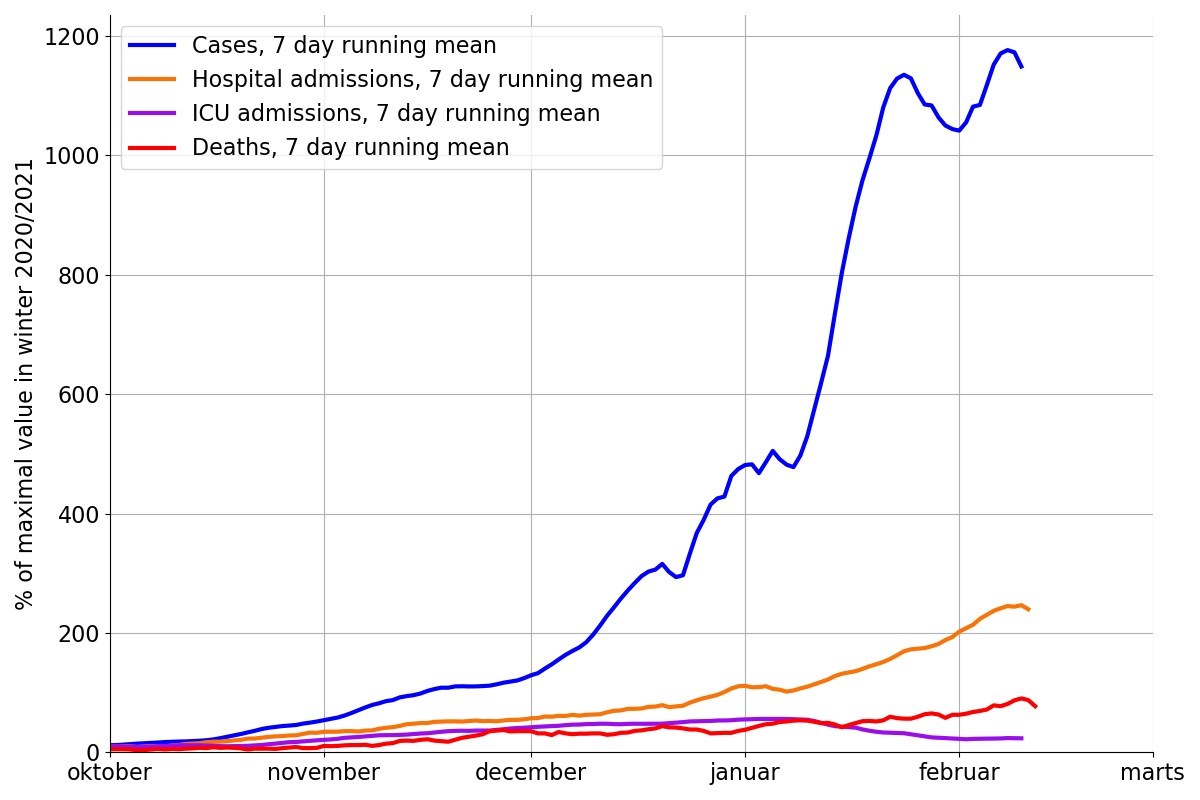 % of maximal value in winter 2020/2021
1200
1000
800
600
400
200
0
Cases, 7 day running mean
Hospital admissions, 7 day running mean
ICU admissions, 7 day running mean
Deaths, 7 day running mean
oktober november december januar februar marts